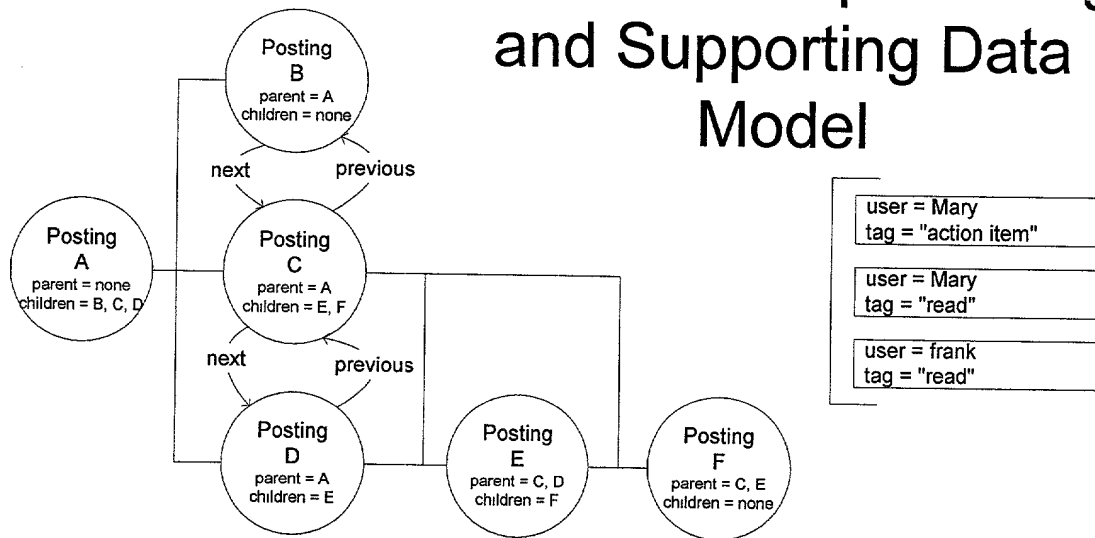 and Supporting Data
Model
Posting
B
parent = A
children = none
next
previous
Posting
A
parent = none
children = B, C, D
Posting
C
parent = A
children = E, F
next
previous
Posting
D
parent = A
children = E
Posting
E
parent = C, D
children = F
Posting
F
parent = C, E
children = none
user = Mary
tag = "action item"
user = Mary
tag = "read"
user = frank
tag = "read"